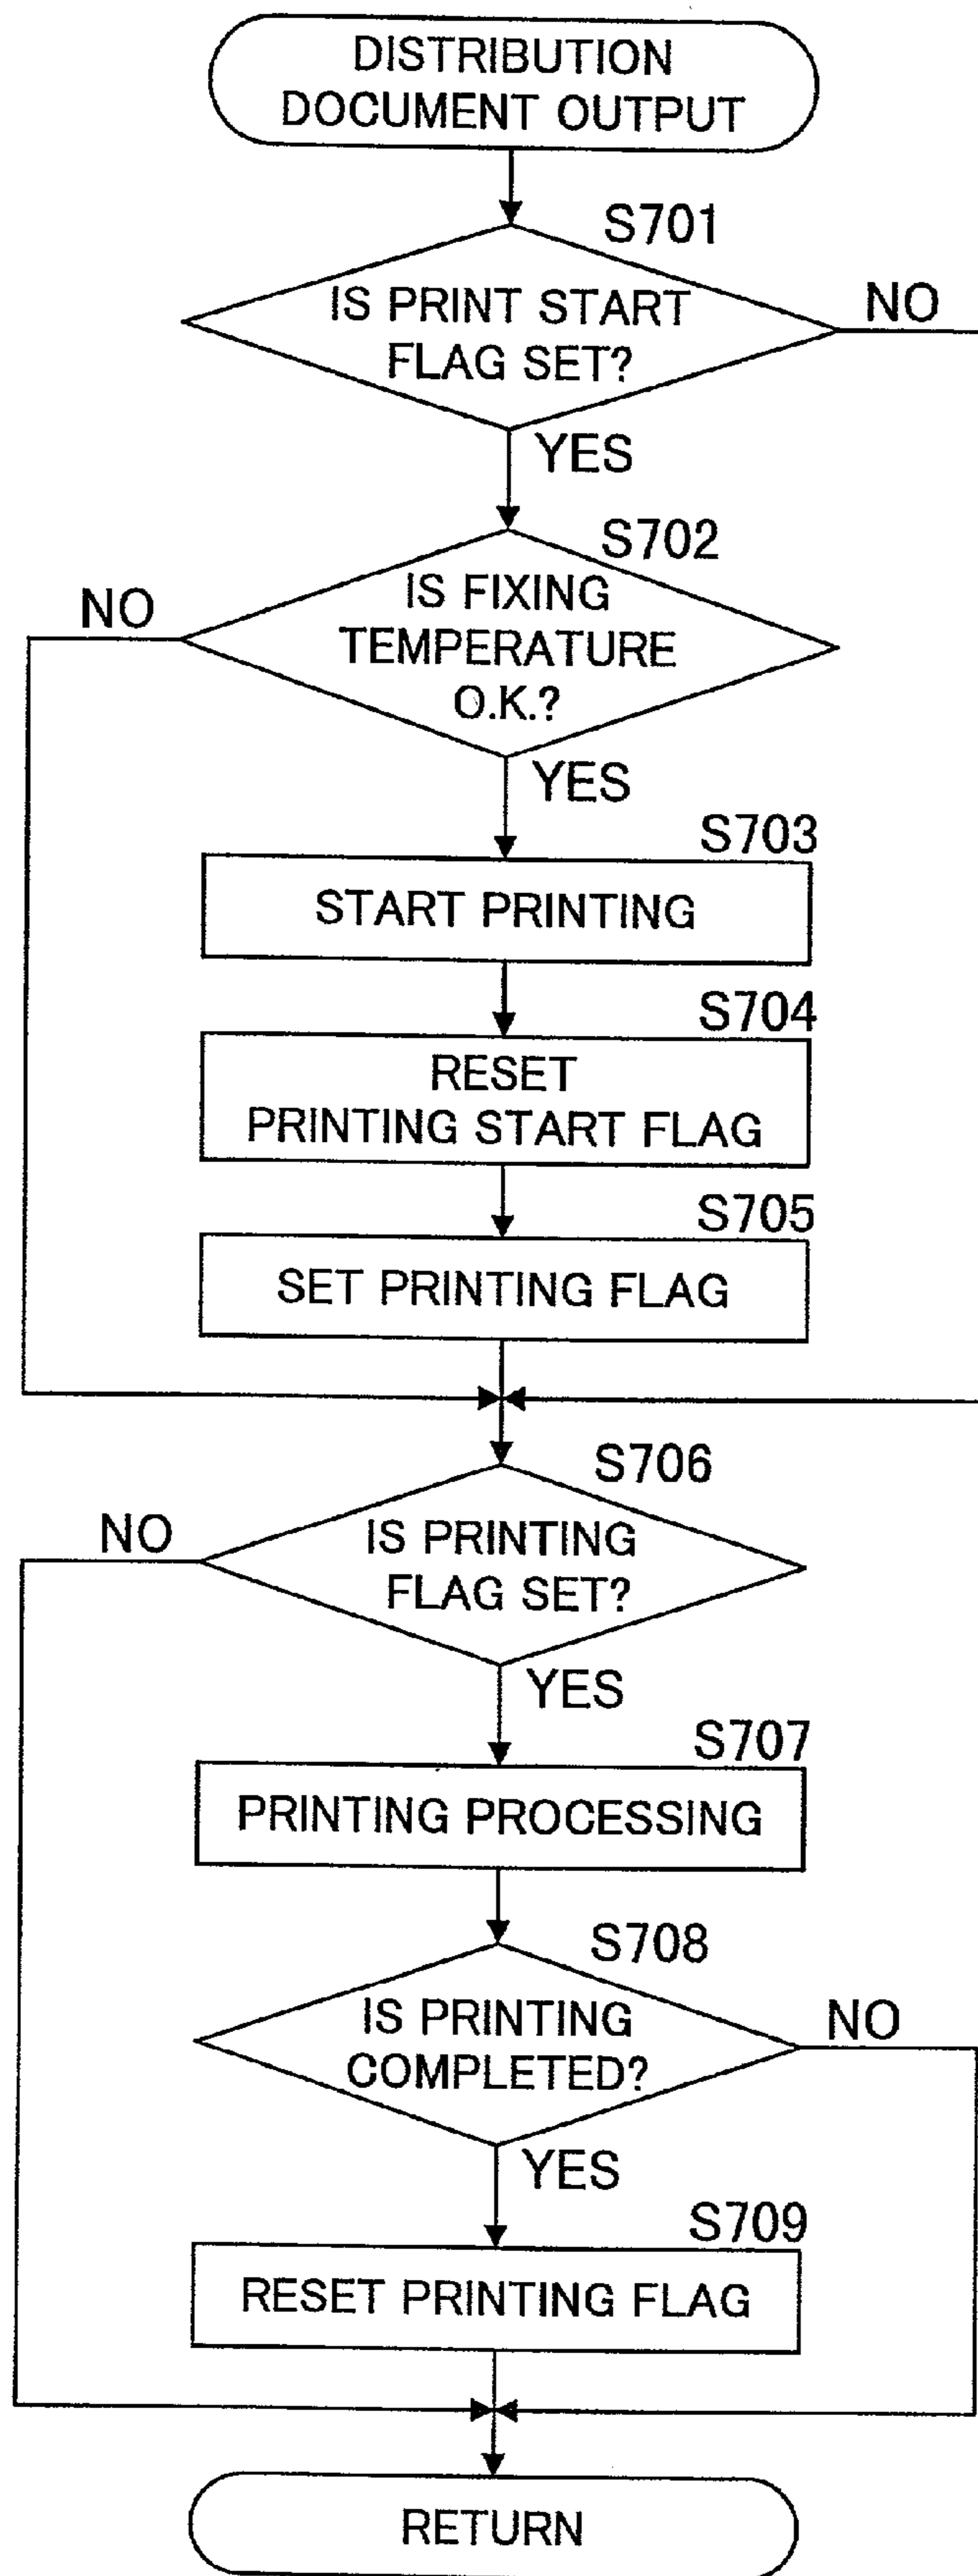 DISTRIBUTION
DOCUMENT OUTPUT
S701
IS PRINT START
FLAG SET?
NO
YES
S702
IS FIXING
TEMPERATURE
O.K.?
NO
YES
S703
START PRINTING
S704
RESET
PRINTING START FLAG
S705
SET PRINTING FLAG
S706
IS PRINTING
FLAG SET?
NO
YES
S707
PRINTING PROCESSING
S708
IS PRINTING
COMPLETED?
NO
YES
S709
RESET PRINTING FLAG
RETURN